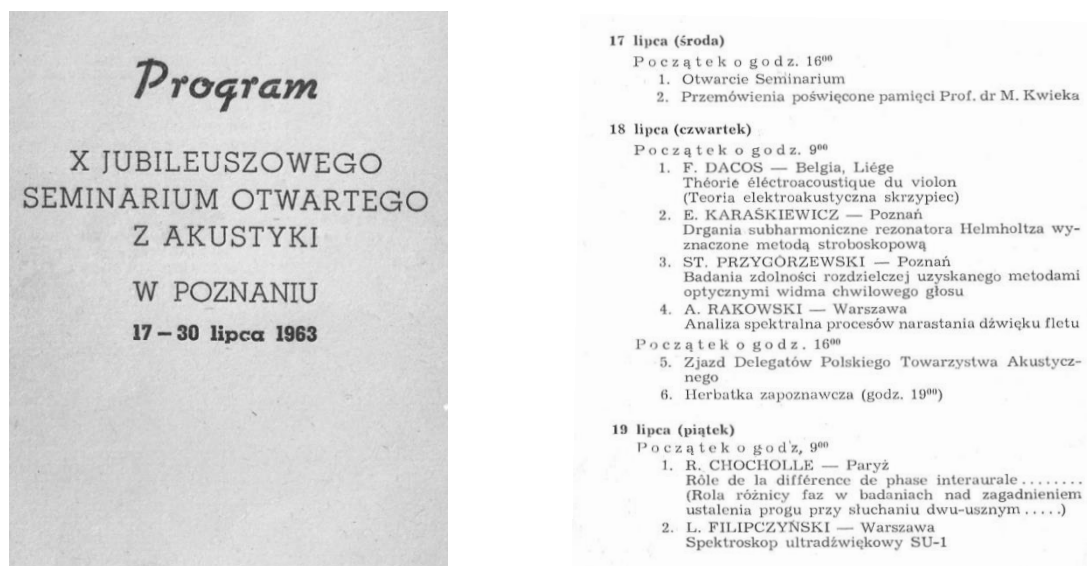 Program
X JUBILEUSZOWEGO
SEMINARIUM OTWARTEGO
Z AKUSTYKI
W POZNANIU
17 — 30 lipca 1963
17 lipca (środa)
Początek o godz. 16⁰⁰
1. Otwarcie Seminarium
2. Przemówienia poświęcone pamięci Prof. dr M. Kwieka
18 lipca (czwartek)
Początek o godz. 9⁰⁰
1. F. DACOS — Belgia, Liége
Théorie éléctroacoustique du violon
(Teoria elektroakustyczna skrzypiec)
2. E. KARAŚKIEWICZ — Poznań
Drgania subharmoniczne rezonatora Helmholtza wy-
znaczone metodą stroboskopową
3. ST. PRZYGÓRZEWSKI — Poznań
Badania zdolności rozdzielczej uzyskanego metodami
optycznymi widma chwilowego głosu
4. A. RAKOWSKI — Warszawa
Analiza spektralna procesów narastania dźwięku fletu
Początek o godz. 16⁰⁰
5. Zjazd Delegatów Polskiego Towarzystwa Akustycz-
nego
6. Herbatka zapoznawcza (godz. 19⁰⁰)
19 lipca (piątek)
Początek o godz, 9⁰⁰
1. R. CHOCHOLLE — Paryż
Rôle de la différence de phase interaurale ........
(Rola różnicy faz w badaniach nad zagadnieniem
ustalenia progu przy słuchaniu dwu-usznym .....)
2. L. FILIPCZYŃSKI — Warszawa
Spektroskop ultradźwiękowy SU-1